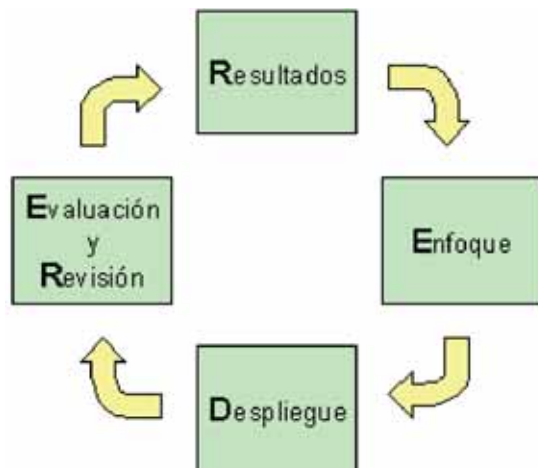 Resultados
Evaluación
y
Revisión
Enfoque
Despliegue